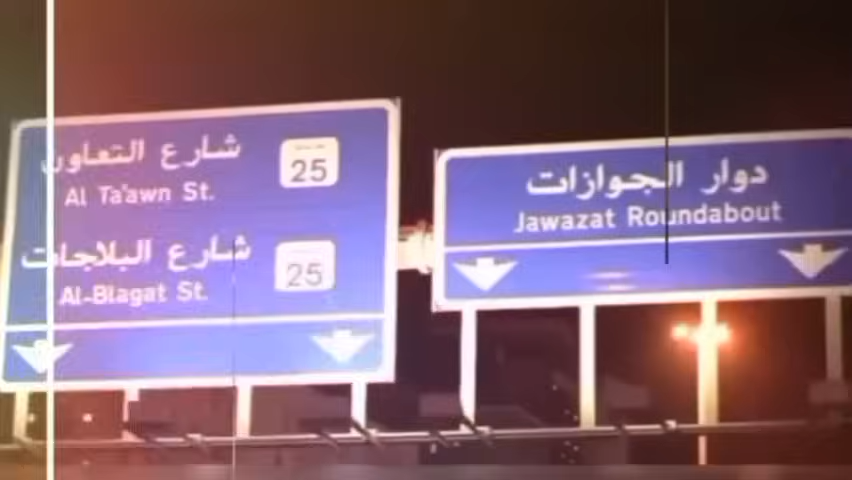 شارع التعاون
25
Al Ta'awn St.
شارع البلاجات
25
Al-Blagat St.
دوار الجوازات
Jawazat Roundabout